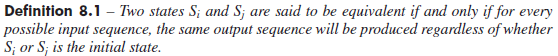 Definition 8.1 – Two states Si and Sj are said to be equivalent if and only if for every
possible input sequence, the same output sequence will be produced regardless of whether
Si or Sj is the initial state.